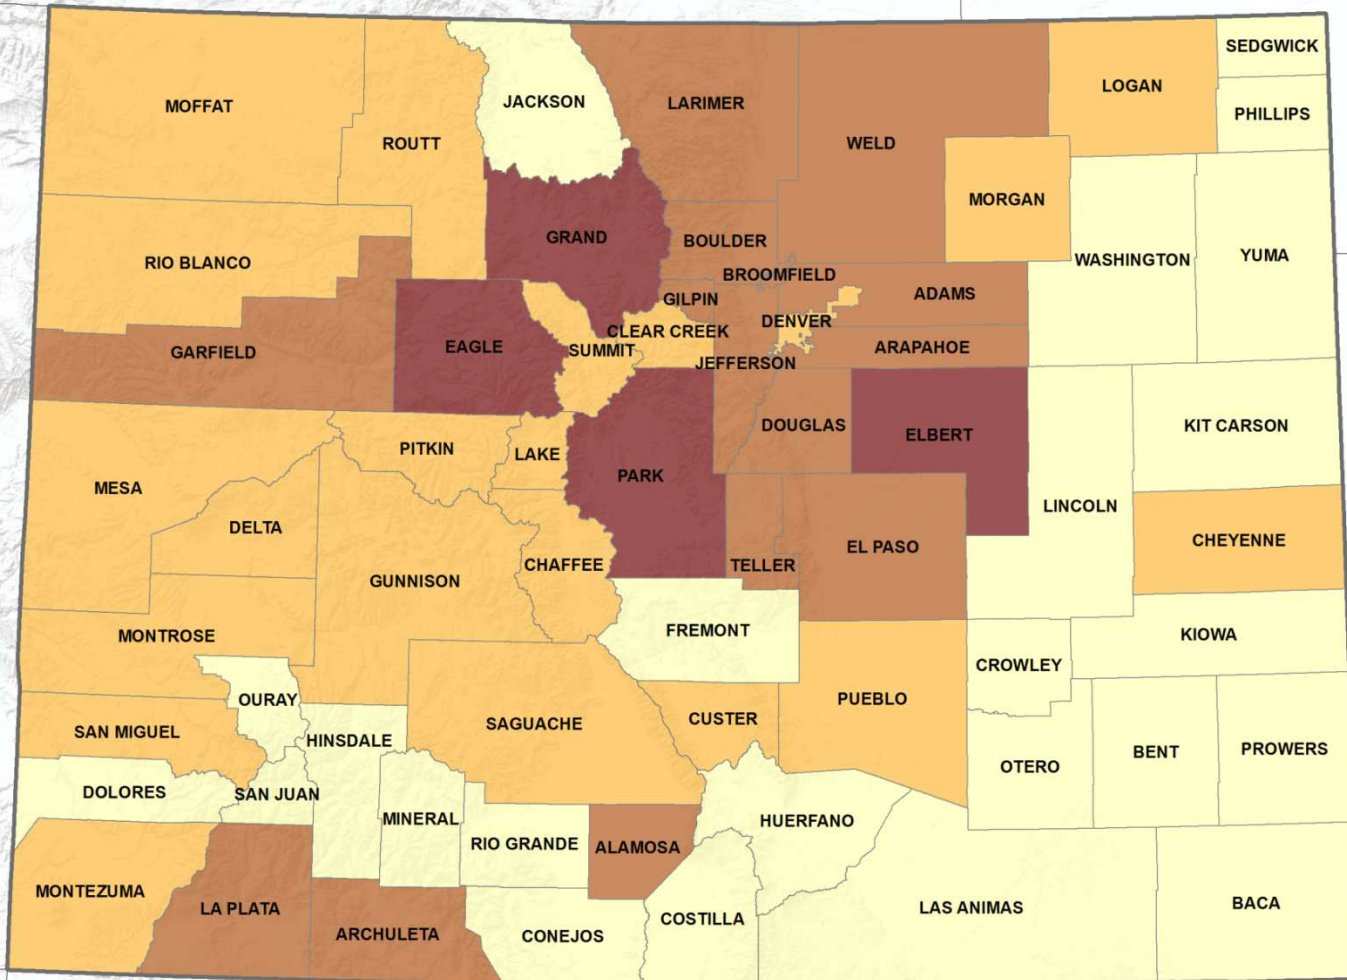 SEDGWICK
LOGAN
JACKSON
LARIMER
MOFFAT
PHILLIPS
ROUTT
WELD
MORGAN
GRAND
BOULDER
YUMA
WASHINGTON
RIO BLANCO
BROOMFIELD
ADAMS
GILPIN
DENVER
CLEAR CREEK
EAGLE
ARAPAHOE
SUMMIT
GARFIELD
JEFFERSON
DOUGLAS
KIT CARSON
ELBERT
PITKIN
LAKE
PARK
MESA
LINCOLN
DELTA
CHEYENNE
EL PASO
CHAFFEE
TELLER
GUNNISON
FREMONT
KIOWA
MONTROSE
CROWLEY
OURAY
PUEBLO
CUSTER
SAGUACHE
SAN MIGUEL
HINSDALE
PROWERS
BENT
OTERO
DOLORES
SAN JUAN
MINERAL
HUERFANO
RIO GRANDE
ALAMOSA
MONTEZUMA
BACA
LAS ANIMAS
LA PLATA
COSTILLA
ARCHULETA
CONEJOS